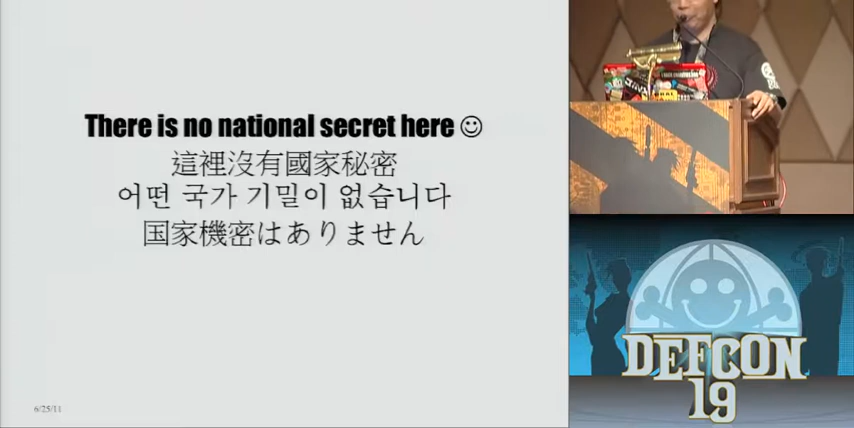 There is no national secret here ☺
這裡沒有國家秘密
어떤 국가 기밀이 없습니다
国家機密はありません
6/25/11
DEFCON
19